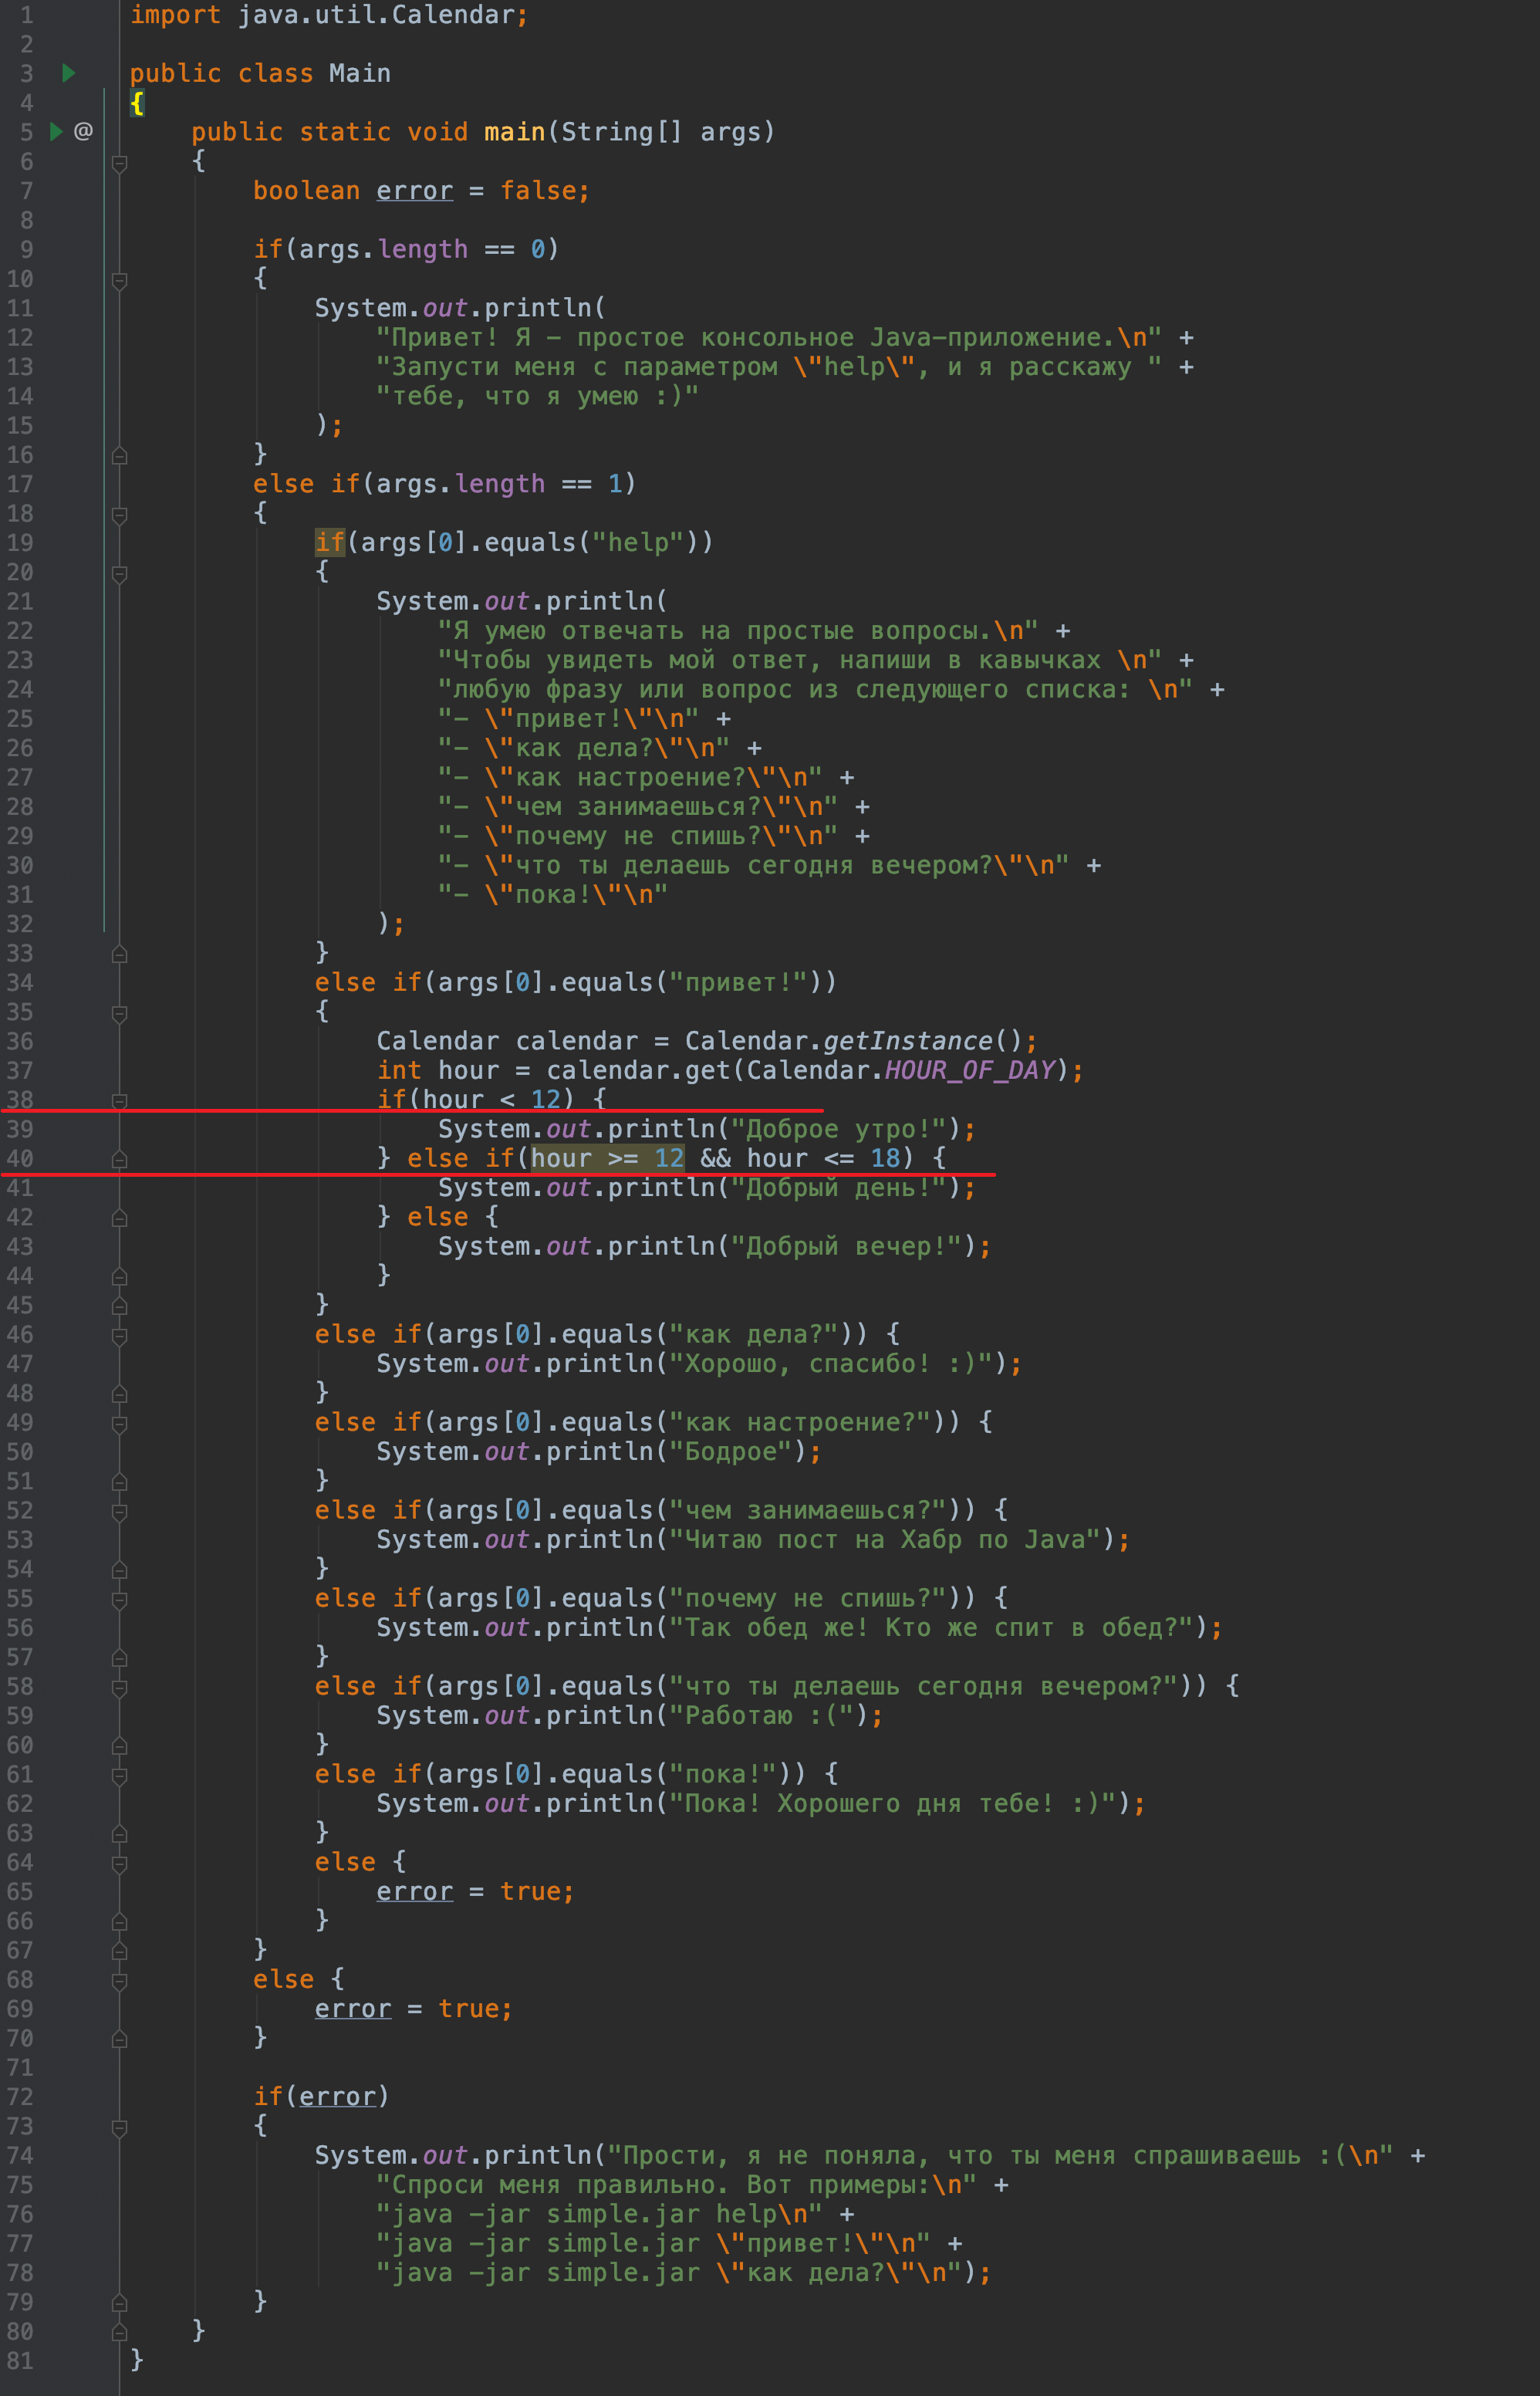 1 import java.util.Calendar;
2
3 public class Main
4 {
5 @ public static void main(String[] args)
6 {
7 boolean error = false;
8
9 if(args.length == 0)
10 {
11 System.out.println(
12 "Привет! Я - простое консольное Java-приложение.\n" +
13 "Запусти меня с параметром \"help\", и я расскажу " +
14 "тебе, что я умею :)"
15 );
16 }
17 else if(args.length == 1)
18 {
19 if(args[0].equals("help"))
20 {
21 System.out.println(
22 "Я умею отвечать на простые вопросы.\n" +
23 "Чтобы увидеть мой ответ, напиши в кавычках \n" +
24 "любую фразу или вопрос из следующего списка: \n" +
25 "- \"привет!\"\n" +
26 "- \"как дела?\"\n" +
27 "- \"как настроение?\"\n" +
28 "- \"чем занимаешься?\"\n" +
29 "- \"почему не спишь?\"\n" +
30 "- \"что ты делаешь сегодня вечером?\"\n" +
31 "- \"пока!\"\n"
32 );
33 }
34 else if(args[0].equals("привет!"))
35 {
36 Calendar calendar = Calendar.getInstance();
37 int hour = calendar.get(Calendar.HOUR_OF_DAY);
38 if(hour < 12) {
39 System.out.println("Доброе утро!");
40 } else if(hour >= 12 && hour <= 18) {
41 System.out.println("Добрый день!");
42 } else {
43 System.out.println("Добрый вечер!");
44 }
45 }
46 else if(args[0].equals("как дела?")) {
47 System.out.println("Хорошо, спасибо! :)");
48 }
49 else if(args[0].equals("как настроение?")) {
50 System.out.println("Бодрое");
51 }
52 else if(args[0].equals("чем занимаешься?")) {
53 System.out.println("Читаю пост на Хабр по Java");
54 }
55 else if(args[0].equals("почему не спишь?")) {
56 System.out.println("Так обед же! Кто же спит в обед?");
57 }
58 else if(args[0].equals("что ты делаешь сегодня вечером?")) {
59 System.out.println("Работаю :(");
60 }
61 else if(args[0].equals("пока!")) {
62 System.out.println("Пока! Хорошего дня тебе! :)");
63 }
64 else {
65 error = true;
66 }
67 }
68 else {
69 error = true;
70 }
71
72 if(error)
73 {
74 System.out.println("Прости, я не поняла, что ты меня спрашиваешь :(\n" +
75 "Спроси меня правильно. Вот примеры:\n" +
76 "java -jar simple.jar help\n" +
77 "java -jar simple.jar \"привет!\"\n" +
78 "java -jar simple.jar \"как дела?\"\n");
79 }
80 }
81 }